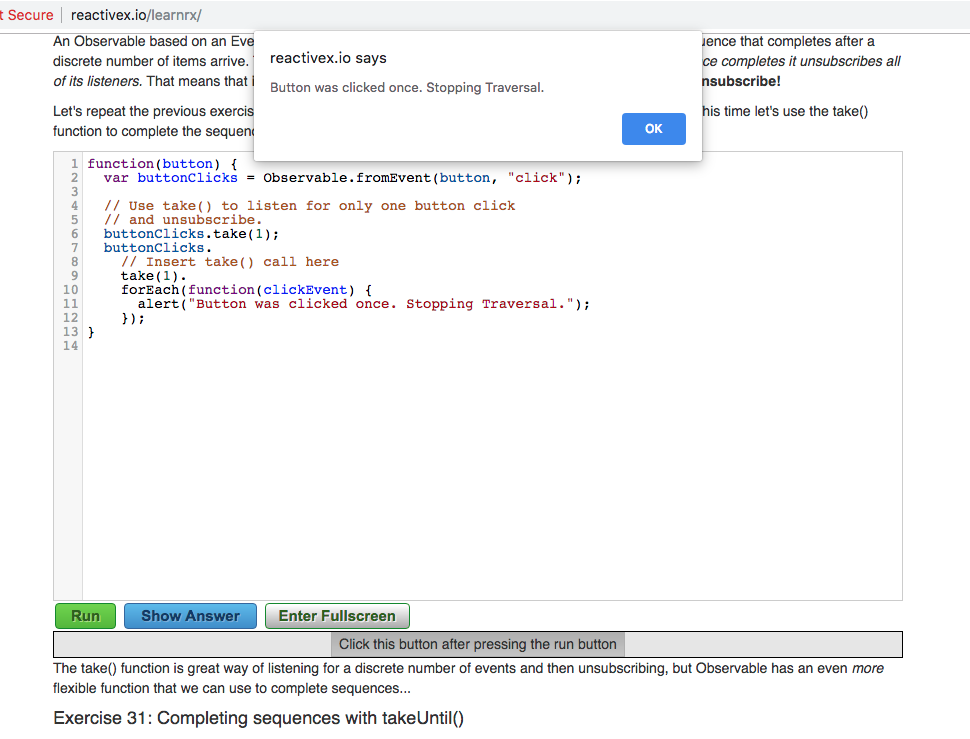 t Secure | reactivex.io/learnrx/
An Observable based on an Eve
uence that completes after a
discrete number of items arrive.
ce completes it unsubscribes all
of its listeners. That means that
nsubscribe!
Let's repeat the previous exercis
his time let's use the take()
function to complete the sequen
reactivex.io says
Button was clicked once. Stopping Traversal.
OK
1 function(button) {
2 var buttonClicks = Observable.fromEvent(button, "click");
3
4 // Use take() to listen for only one button click
5 // and unsubscribe.
6 buttonClicks.take(1);
7 buttonClicks.
8 // Insert take() call here
9 take(1).
10 forEach(function(clickEvent) {
11 alert("Button was clicked once. Stopping Traversal.");
12 });
13 }
14
Run Show Answer Enter Fullscreen
Click this button after pressing the run button
The take() function is great way of listening for a discrete number of events and then unsubscribing, but Observable has an even more
flexible function that we can use to complete sequences...
Exercise 31: Completing sequences with takeUntil()